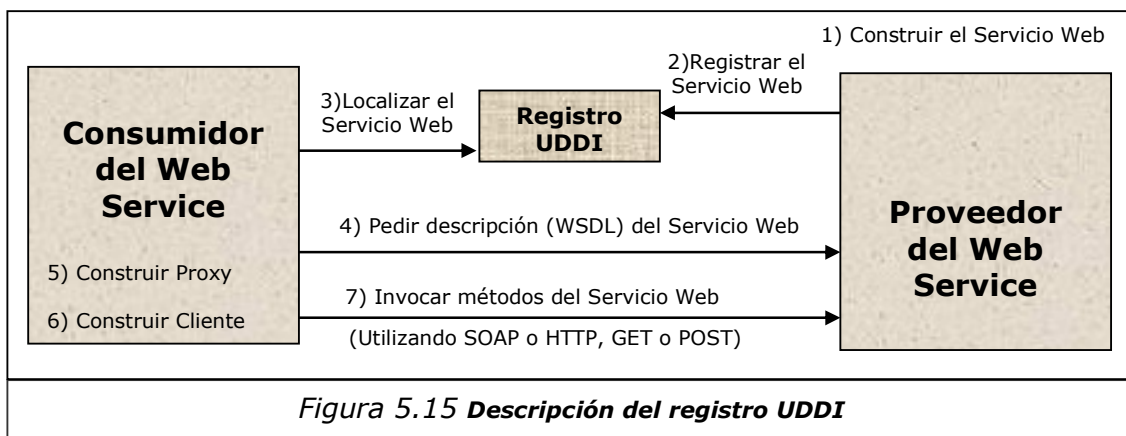 1) Construir el Servicio Web
2)Registrar el
Servicio Web
3)Localizar el
Servicio Web
Registro
UDDI
Consumidor
del Web
Service
4) Pedir descripción (WSDL) del Servicio Web
Proveedor
del Web
Service
5) Construir Proxy
6) Construir Cliente
7) Invocar métodos del Servicio Web
(Utilizando SOAP o HTTP, GET o POST)
Figura 5.15 Descripción del registro UDDI